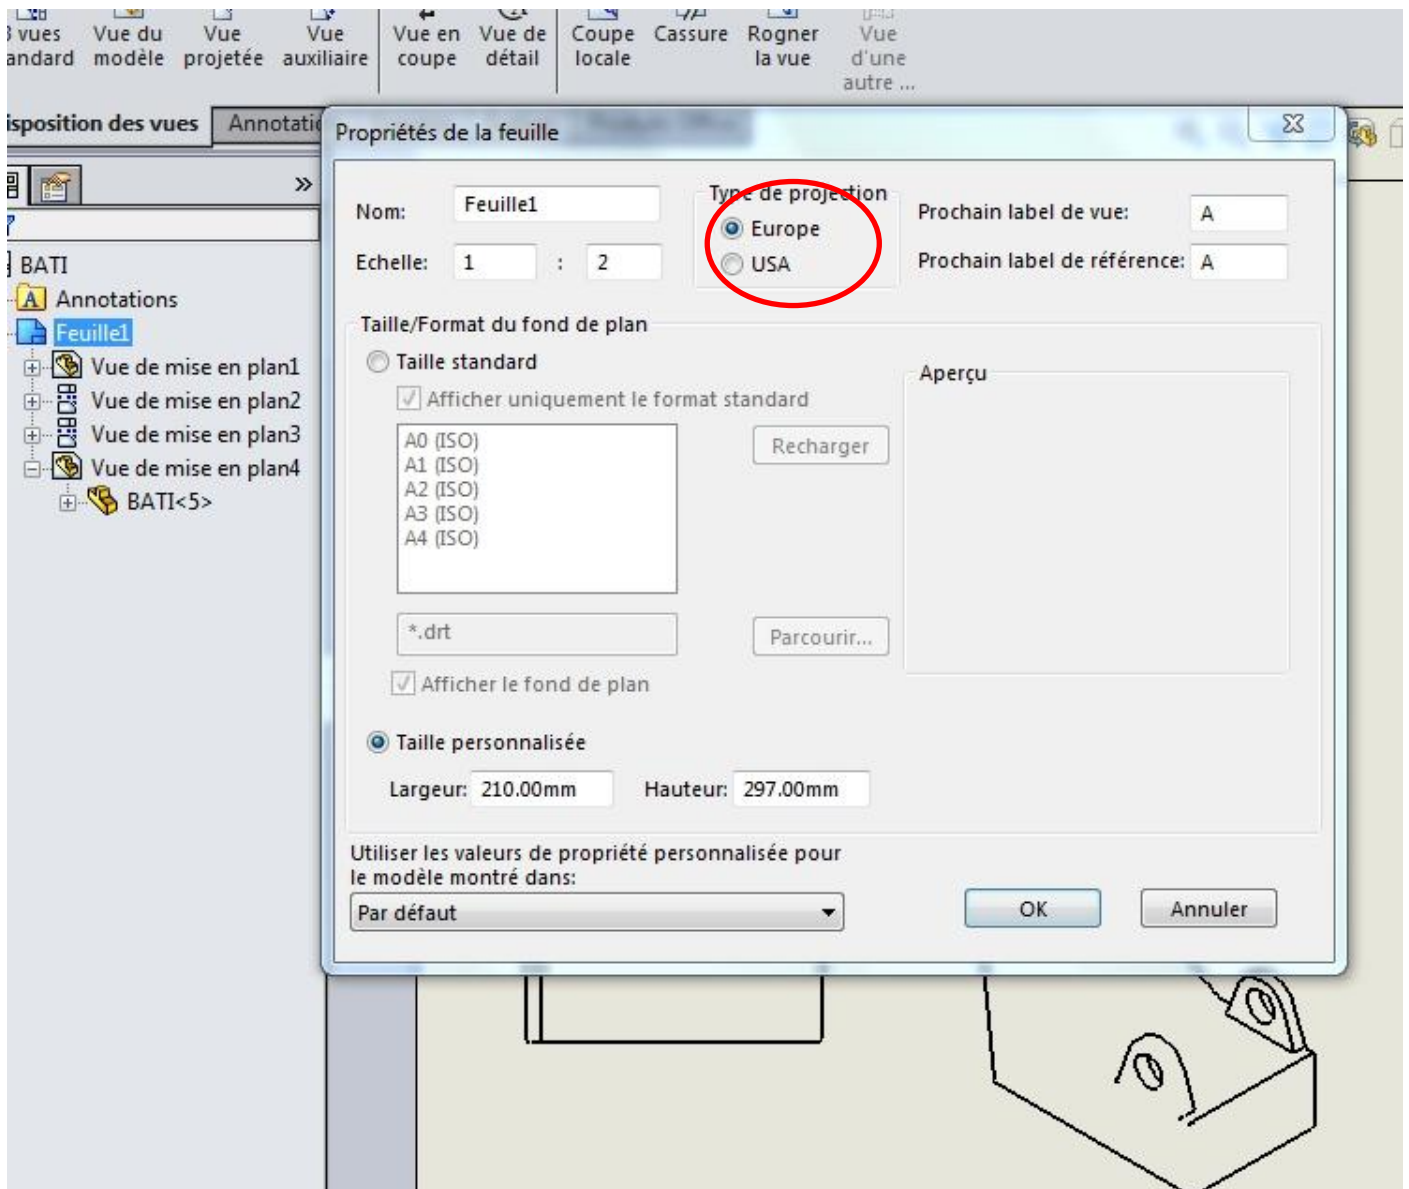 3 vues Vue du Vue Vue Vue en Vue de Coupe Cassure Rogner Vue
andard modèle projetée auxiliaire coupe détail locale la vue d'une
autre ...
isposition des vues Annotatio
Propriétés de la feuille
»
BATI
A Annotations
Feuille1
Vue de mise en plan1
Vue de mise en plan2
Vue de mise en plan3
Vue de mise en plan4
BATI<5>
Nom: Feuille1
Echelle: 1 : 2
Type de projection
Europe
USA
Prochain label de vue: A
Prochain label de référence: A
Taille/Format du fond de plan
Taille standard
Afficher uniquement le format standard
A0 (ISO)
A1 (ISO)
A2 (ISO)
A3 (ISO)
A4 (ISO)
Recharger
*.drt
Parcourir...
Afficher le fond de plan
Aperçu
Taille personnalisée
Largeur: 210.00mm Hauteur: 297.00mm
Utiliser les valeurs de propriété personnalisée pour
le modèle montré dans:
Par défaut
OK Annuler